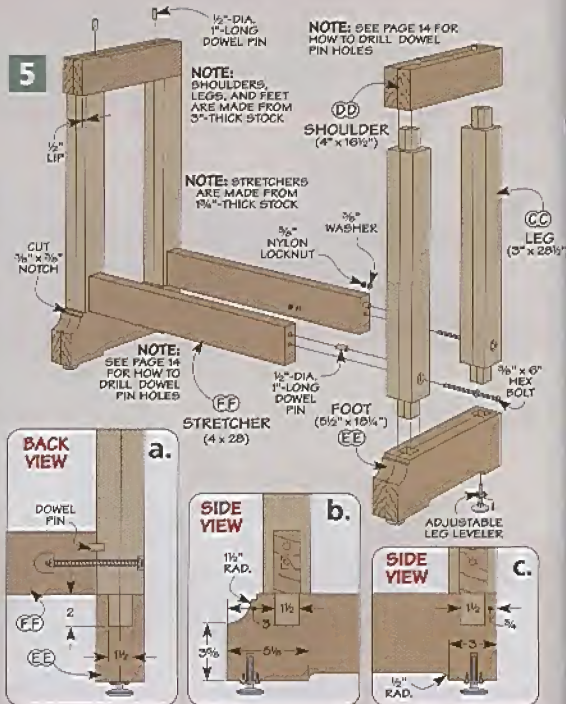 5
½"-DIA.
1"-LONG
DOWEL PIN
NOTE: SEE PAGE 14 FOR
HOW TO DRILL DOWEL
PIN HOLES
NOTE:
SHOULDERS,
LEGS, AND FEET
ARE MADE FROM
3"-THICK STOCK
DD
SHOULDER
(4" x 16½")
½"
LIP
NOTE: STRETCHERS
ARE MADE FROM
1¾"-THICK STOCK
⅜"
WASHER
⅜"
NYLON
LOCKNUT
CC
LEG
(3" x 28½")
CUT
⅜" x ⅜"
NOTCH
NOTE:
SEE PAGE 14
FOR HOW TO
DRILL DOWEL
PIN HOLES
½"-DIA.
1"-LONG
DOWEL
PIN
⅜" x 6"
HEX
BOLT
FF
STRETCHER
(4 x 28)
FOOT
(5½" x 18¼")
EE
ADJUSTABLE
LEG LEVELER
BACK
VIEW
a.
DOWEL
PIN
2
FF
EE
1½
SIDE
VIEW
b.
1½"
RAD.
3
1½
5⅛
SIDE
VIEW
c.
1½
¾
3
½"
RAD.